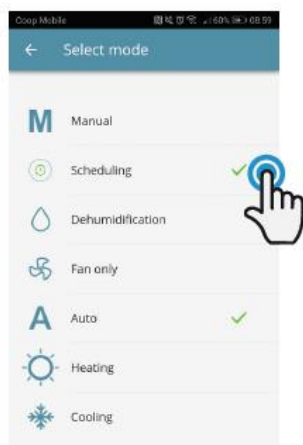 Coop Mobile 60% 08:59
Select mode
M Manual
Scheduling
Dehumidification
Fan only
A Auto
Heating
Cooling